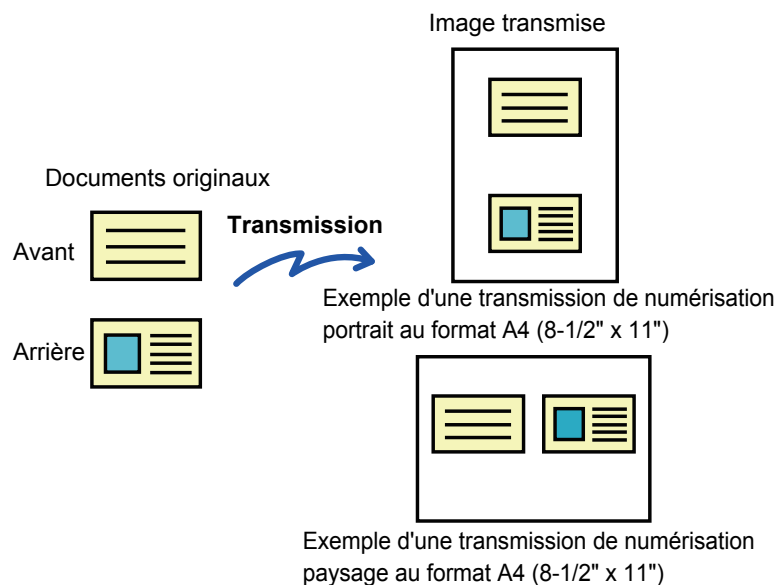 Image transmise
Documents originaux
Transmission
Avant
Arrière
Exemple d'une transmission de numérisation
portrait au format A4 (8-1/2" x 11")
Exemple d'une transmission de numérisation
paysage au format A4 (8-1/2" x 11")